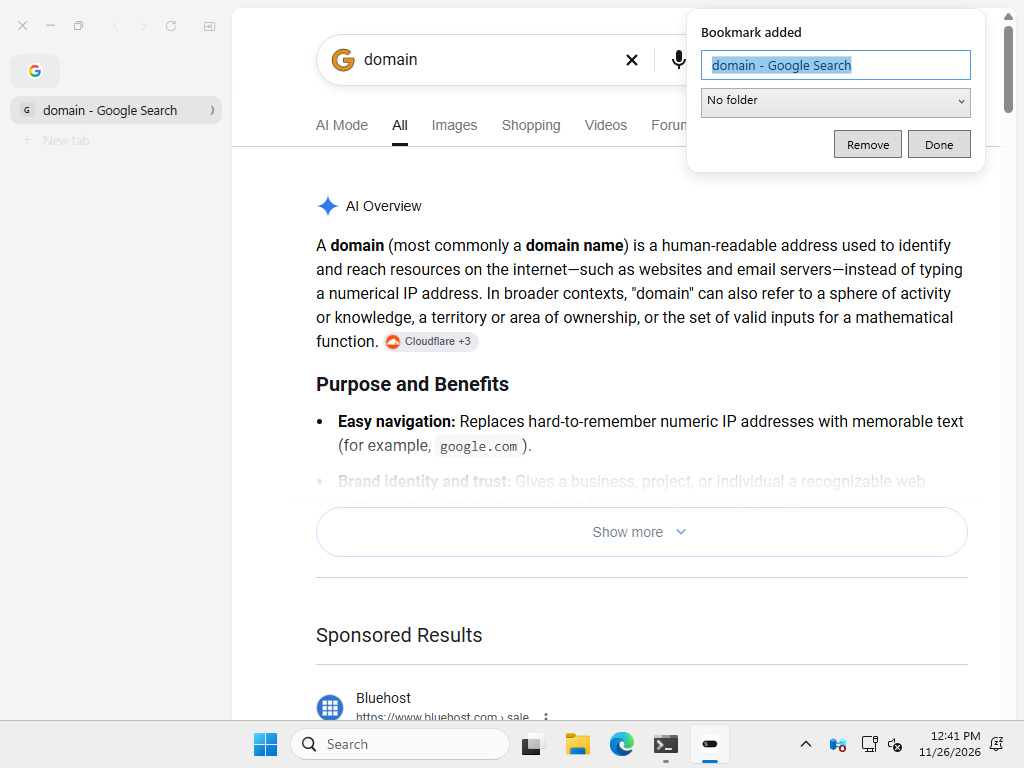 domain - Google Search
New tab
domain
AI Mode
All
Images
Shopping
Videos
Forun
Bookmark added
domain - Google Search
No folder
Remove
Done
AI Overview
A domain (most commonly a domain name) is a human-readable address used to identify
and reach resources on the internet—such as websites and email servers—instead of typing
a numerical IP address. In broader contexts, "domain" can also refer to a sphere of activity
or knowledge, a territory or area of ownership, or the set of valid inputs for a mathematical
function. Cloudflare +3
Purpose and Benefits
• Easy navigation: Replaces hard-to-remember numeric IP addresses with memorable text
(for example, google.com ).
• Brand identity and trust: Gives a business, project, or individual a recognizable web
Show more
Sponsored Results
Bluehost
https://www.bluehost.com › sale
Search
12:41 PM
11/26/2026